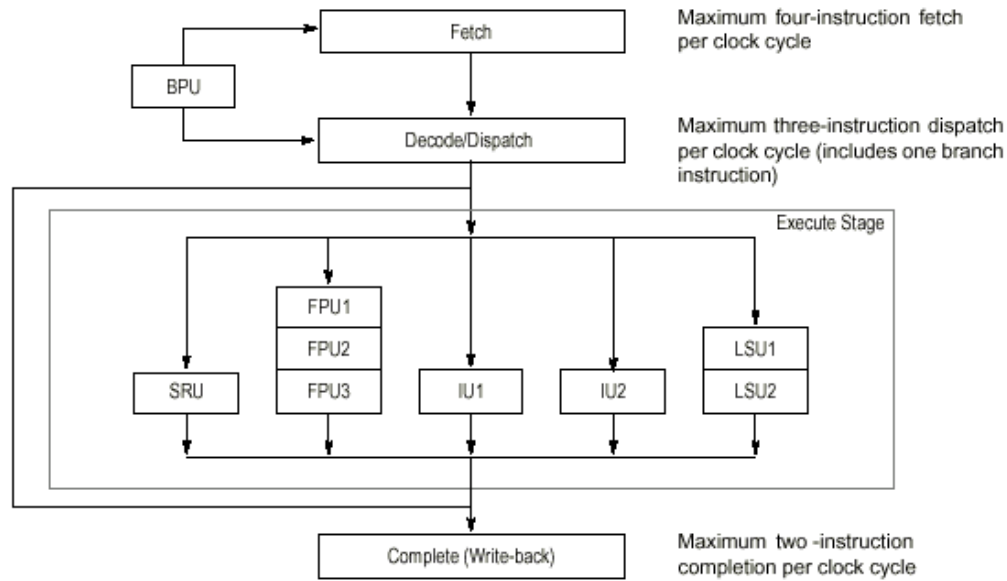 Fetch
Maximum four-instruction fetch
per clock cycle
BPU
Decode/Dispatch
Maximum three-instruction dispatch
per clock cycle (includes one branch
instruction)
Execute Stage
FPU1
FPU2
LSU1
SRU
FPU3
IU1
IU2
LSU2
Complete (Write-back)
Maximum two -instruction
completion per clock cycle